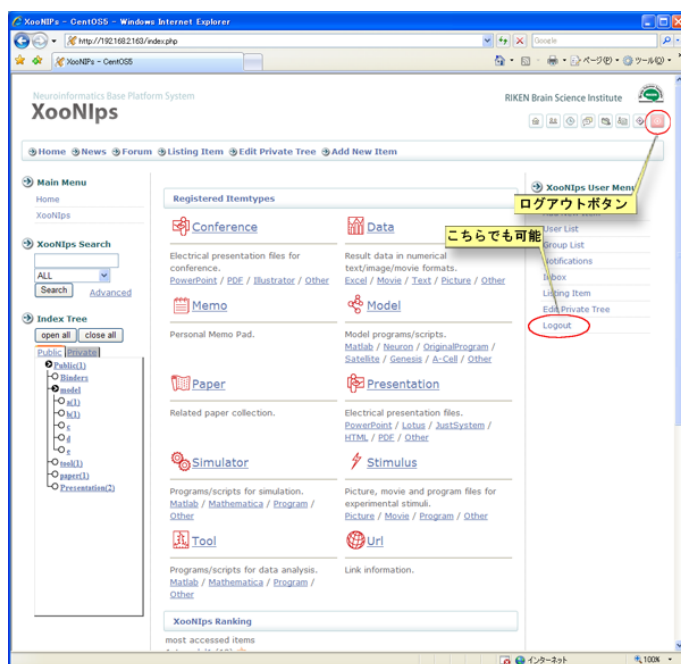 XooNIPs - CentOS5 - Windows Internet Explorer
http://192.168.2.163/index.php
Google
XooNIPs - CentOS5
ページ(P)
ツール(O)
Neuroinformatics Base Platform System
XooNIps
RIKEN Brain Science Institute
Home News Forum Listing Item Edit Private Tree Add New Item
Main Menu
Home
XooNIps
XooNIps Search
ALL
Search Advanced
Index Tree
open all close all
Public Private
Public(1)
Binders
model
a(1)
b(1)
c
d
e
tool(1)
paper(1)
Presentation(2)
Registered Itemtypes
Conference
Electrical presentation files for
conference.
PowerPoint / PDF / Illustrator / Other
Data
Result data in numerical
text/image/movie formats.
Excel / Movie / Text / Picture / Other
Memo
Personal Memo Pad.
Model
Model programs/scripts.
Matlab / Neuron / OriginalProgram /
Satellite / Genesis / A-Cell / Other
Paper
Related paper collection.
Presentation
Electrical presentation files.
PowerPoint / Lotus / JustSystem /
HTML / PDF / Other
Simulator
Programs/scripts for simulation.
Matlab / Mathematica / Program /
Other
Stimulus
Picture, movie and program files for
experimental stimuli.
Picture / Movie / Program / Other
Tool
Programs/scripts for data analysis.
Matlab / Mathematica / Program /
Other
Url
Link information.
XooNIps Ranking
most accessed items
XooNIps User Menu
ログアウトボタン
こちらでも可能
User List
Group List
Notifications
Inbox
Listing Item
Edit Private Tree
Logout
インターネット
100%